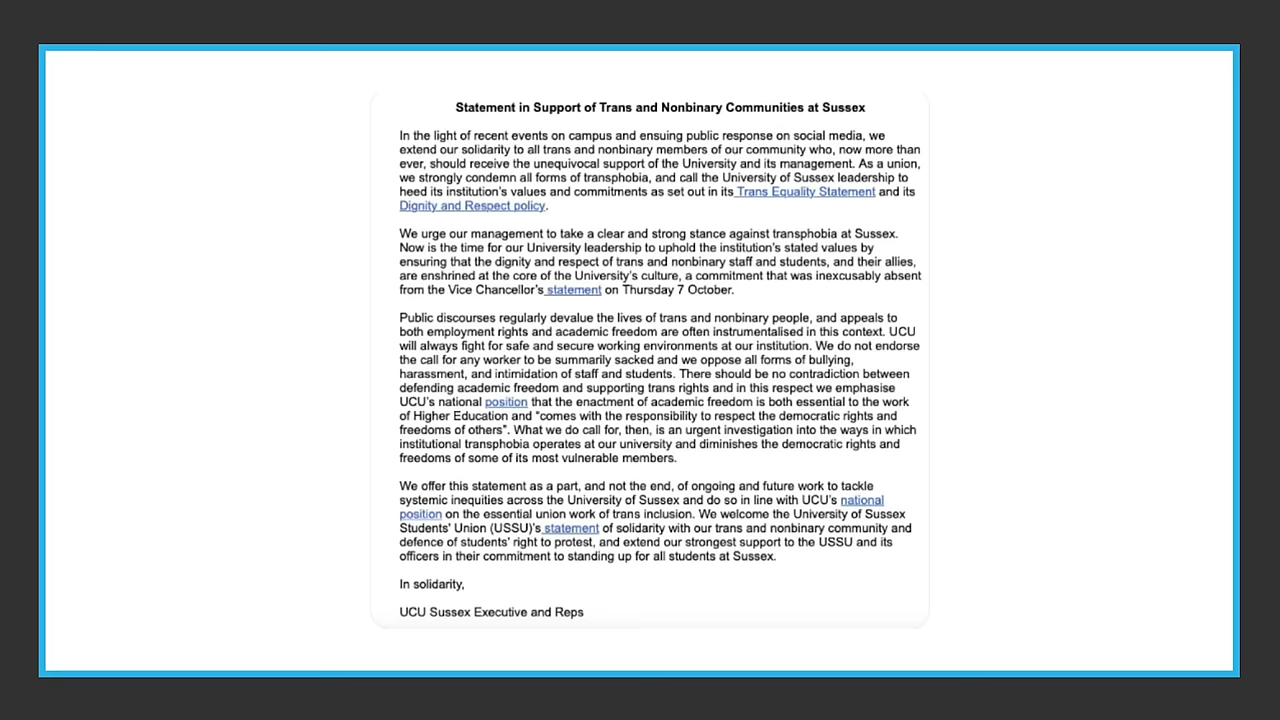 Statement in Support of Trans and Nonbinary Communities at Sussex
In the light of recent events on campus and ensuing public response on social media, we
extend our solidarity to all trans and nonbinary members of our community who, now more than
ever, should receive the unequivocal support of the University and its management. As a union,
we strongly condemn all forms of transphobia, and call the University of Sussex leadership to
heed its institution's values and commitments as set out in its Trans Equality Statement and its
Dignity and Respect policy.
We urge our management to take a clear and strong stance against transphobia at Sussex.
Now is the time for our University leadership to uphold the institution's stated values by
ensuring that the dignity and respect of trans and nonbinary staff and students, and their allies,
are enshrined at the core of the University's culture, a commitment that was inexcusably absent
from the Vice Chancellor's statement on Thursday 7 October.
Public discourses regularly devalue the lives of trans and nonbinary people, and appeals to
both employment rights and academic freedom are often instrumentalised in this context. UCU
will always fight for safe and secure working environments at our institution. We do not endorse
the call for any worker to be summarily sacked and we oppose all forms of bullying,
harassment, and intimidation of staff and students. There should be no contradiction between
defending academic freedom and supporting trans rights and in this respect we emphasise
UCU's national position that the enactment of academic freedom is both essential to the work
of Higher Education and "comes with the responsibility to respect the democratic rights and
freedoms of others". What we do call for, then, is an urgent investigation into the ways in which
institutional transphobia operates at our university and diminishes the democratic rights and
freedoms of some of its most vulnerable members.
We offer this statement as a part, and not the end, of ongoing and future work to tackle
systemic inequities across the University of Sussex and do so in line with UCU's national
position on the essential union work of trans inclusion. We welcome the University of Sussex
Students' Union (USSU)'s statement of solidarity with our trans and nonbinary community and
defence of students' right to protest, and extend our strongest support to the USSU and its
officers in their commitment to standing up for all students at Sussex.
In solidarity,
UCU Sussex Executive and Reps